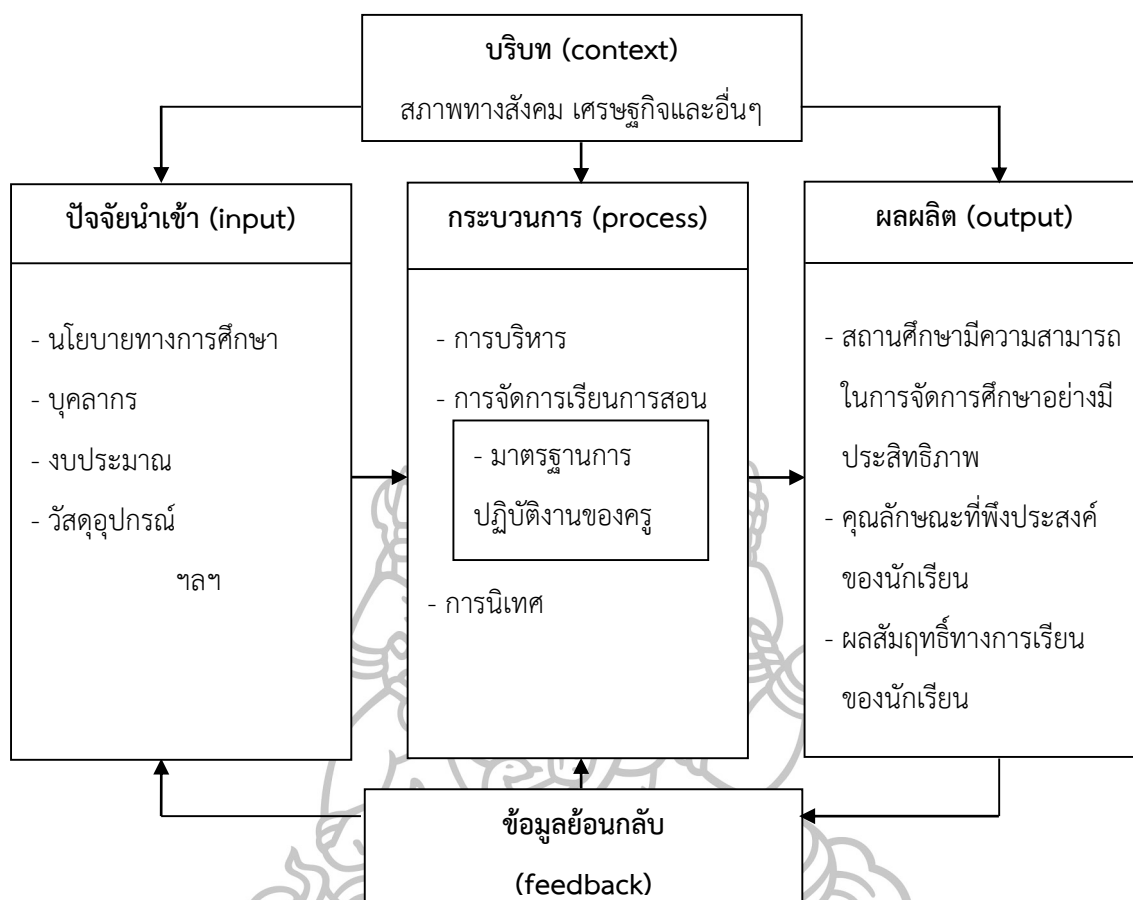 บริบท (context)
สภาพทางสังคม เศรษฐกิจและอื่นๆ
ปัจจัยนำเข้า (input)
- นโยบายทางการศึกษา
- บุคลากร
- งบประมาณ
- วัสดุอุปกรณ์
ฯลฯ
กระบวนการ (process)
- การบริหาร
- การจัดการเรียนการสอน
- มาตรฐานการ
ปฏิบัติงานของครู
- การนิเทศ
ผลผลิต (output)
- สถานศึกษามีความสามารถ
ในการจัดการศึกษาอย่างมี
ประสิทธิภาพ
- คุณลักษณะที่พึงประสงค์
ของนักเรียน
- ผลสัมฤทธิ์ทางการเรียน
ของนักเรียน
ข้อมูลย้อนกลับ
(feedback)